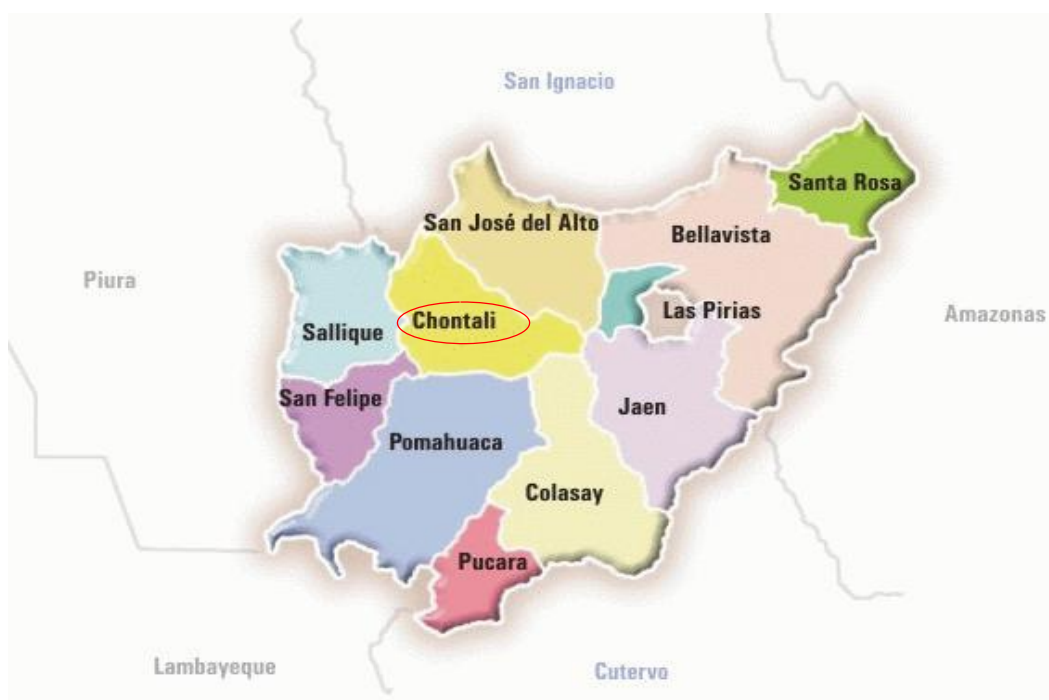 San Ignacio
Santa Rosa
San José del Alto
Bellavista
Piura
Las Pirias
Amazonas
Chontali
Sallique
San Felipe
Jaen
Pomahuaca
Colasay
Pucara
Lambayeque
Cutervo